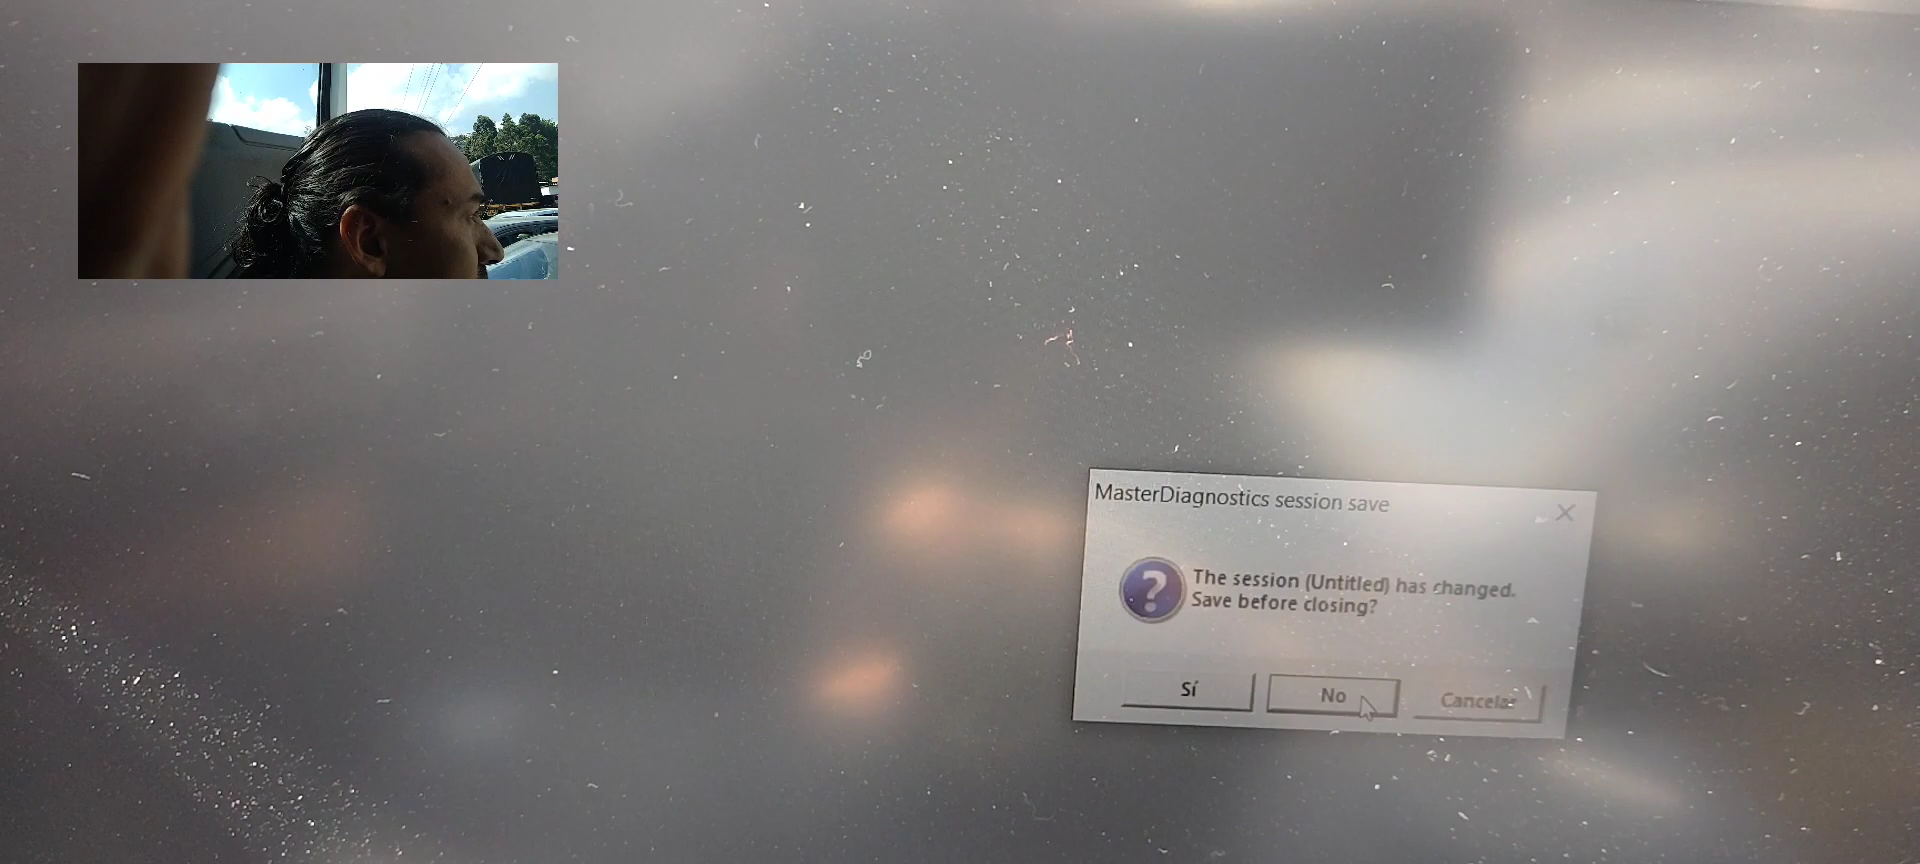 MasterDiagnostics session save
The session (Untitled) has changed.
Save before closing?
Sí
No
Cancelar